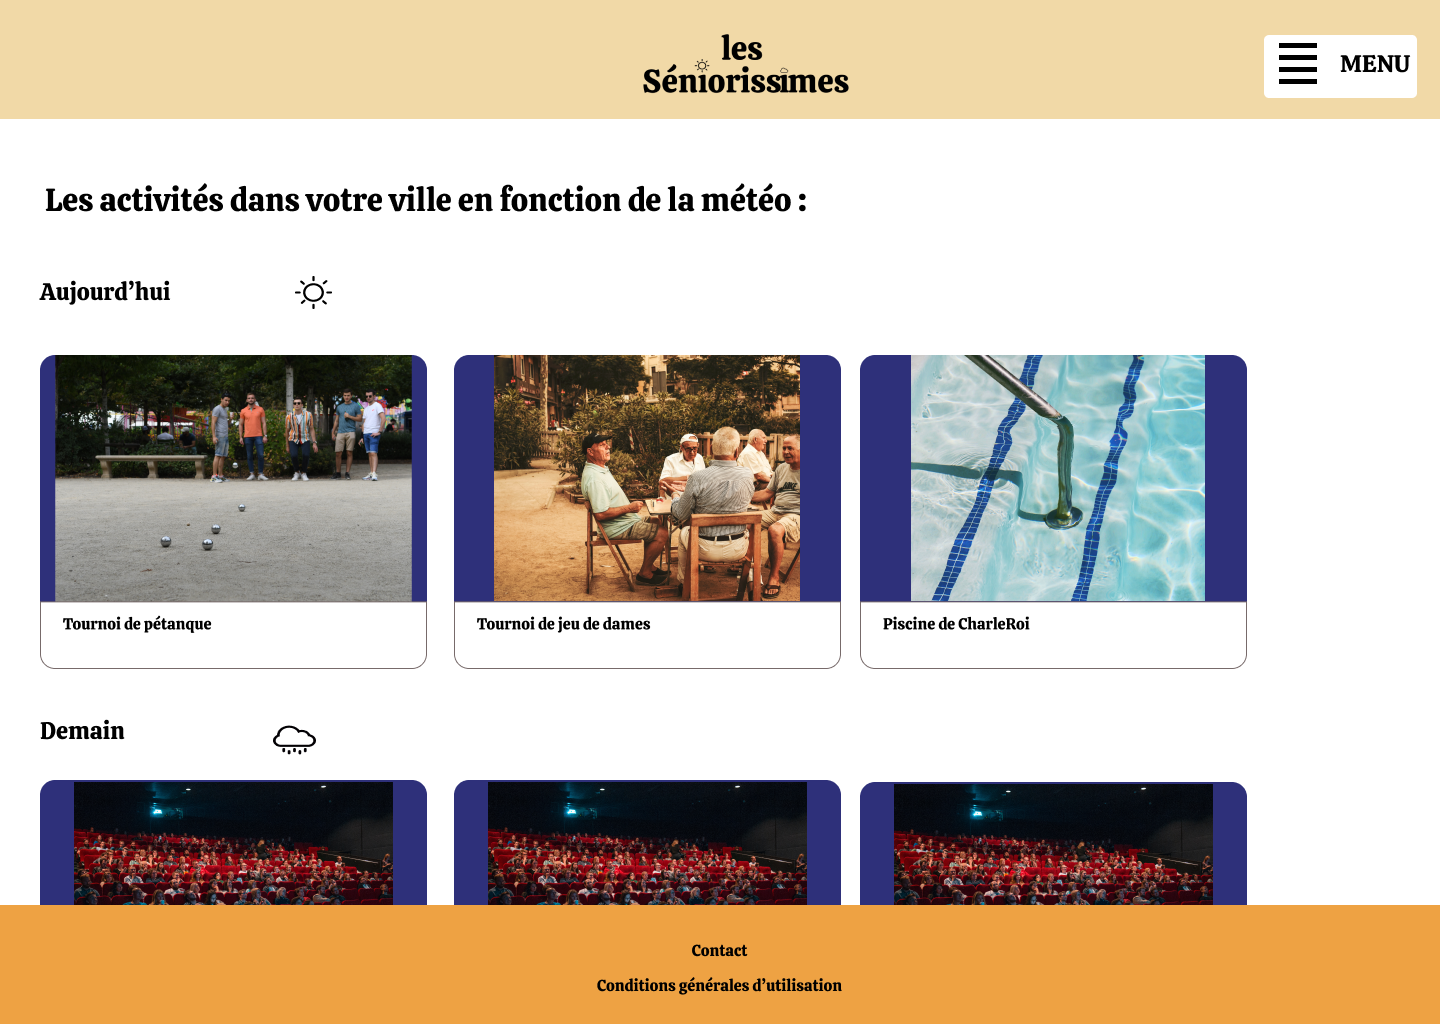 les
Séniorissimes
MENU
Les activités dans votre ville en fonction de la météo :
Aujourd’hui
Tournoi de pétanque
Tournoi de jeu de dames
Piscine de CharleRoi
Demain
Contact
Conditions générales d’utilisation